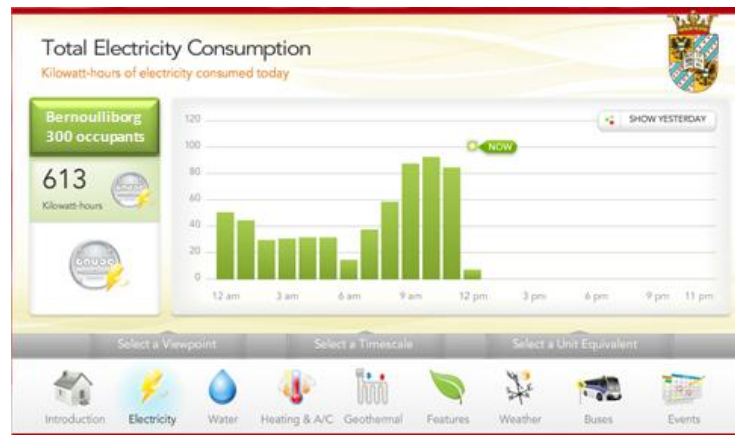 Total Electricity Consumption
Kilowatt-hours of electricity consumed today
Bernoulliborg
300 occupants
613
Kilowatt-hours
SHOW YESTERDAY
NOW
120
100
80
60
40
20
0
12 am 3 am 6 am 9 am 12 pm 3 pm 6 pm 9 pm 11 pm
Select a Viewpoint Select a Timescale Select a Unit Equivalent
Introduction Electricity Water Heating & A/C Geothermal Features Weather Buses Events